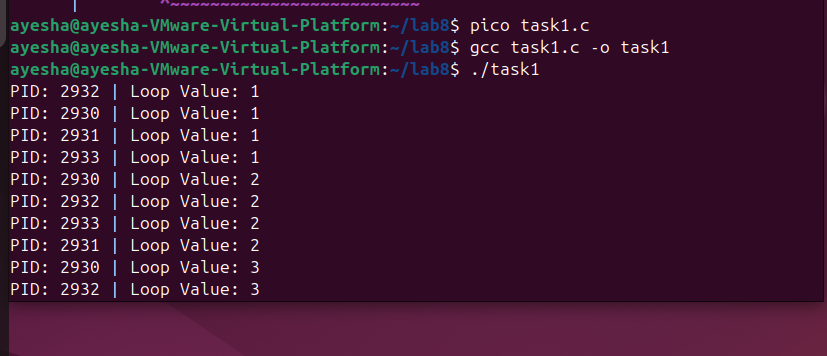 |        ^~~~~~~~~~~~~~~~~~~~~~~~~~
ayesha@ayesha-VMware-Virtual-Platform:~/lab8$ pico task1.c
ayesha@ayesha-VMware-Virtual-Platform:~/lab8$ gcc task1.c -o task1
ayesha@ayesha-VMware-Virtual-Platform:~/lab8$ ./task1
PID: 2932 | Loop Value: 1
PID: 2930 | Loop Value: 1
PID: 2931 | Loop Value: 1
PID: 2933 | Loop Value: 1
PID: 2930 | Loop Value: 2
PID: 2932 | Loop Value: 2
PID: 2933 | Loop Value: 2
PID: 2931 | Loop Value: 2
PID: 2930 | Loop Value: 3
PID: 2932 | Loop Value: 3